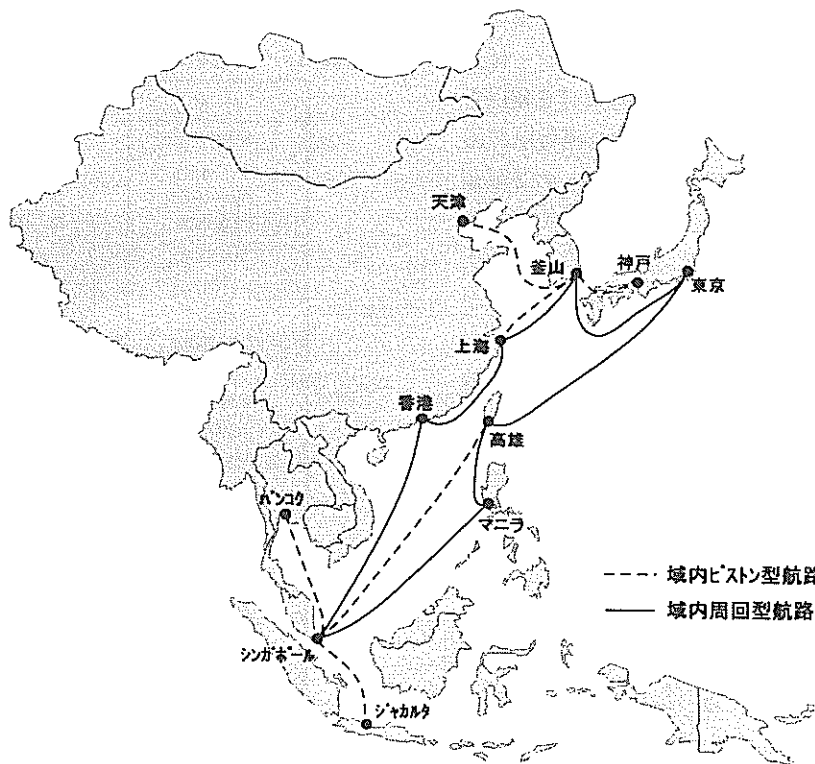 天津
釜山
神戸
東京
上海
香港
高雄
バンコク
マニラ
域内ピストン型航路
域内周回型航路
シンガポール
ジャカルタ